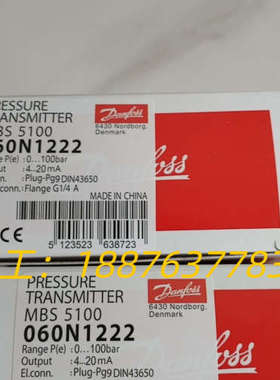 PRESSURE
TRANSMITTER
MBS 5100
060N1222
Danfoss
6430 Nordborg,
Denmark
Range P(e) : 0...100bar
Output : 4...20mA
El.conn. : Plug-Pg9 DIN43650
.conn.: Flange G1/4 A
MADE IN CHINA
CE
5 123523 638723
工：18876377782
PRESSURE
TRANSMITTER
MBS 5100
060N1222
Danfoss
6430 Nordborg,
Denmark
Range P(e) : 0...100bar
Output : 4...20mA
El.conn. : Plug-Pg9 DIN43650